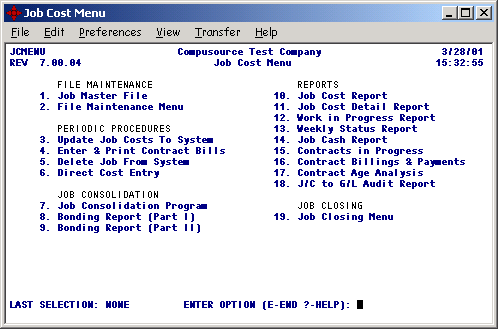 Job Cost Menu
File Edit Preferences View Transfer Help
JCMENU Compusource Test Company 3/28/01
REV 7.00.04 Job Cost Menu 15:32:55
FILE MAINTENANCE
1. Job Master File
2. File Maintenance Menu
PERIODIC PROCEDURES
3. Update Job Costs To System
4. Enter & Print Contract Bills
5. Delete Job From System
6. Direct Cost Entry
JOB CONSOLIDATION
7. Job Consolidation Program
8. Bonding Report (Part I)
9. Bonding Report (Part II)
REPORTS
10. Job Cost Report
11. Job Cost Detail Report
12. Work in Progress Report
13. Weekly Status Report
14. Job Cash Report
15. Contracts in Progress
16. Contract Billings & Payments
17. Contract Age Analysis
18. J/C to G/L Audit Report
JOB CLOSING
19. Job Closing Menu
LAST SELECTION: NONE ENTER OPTION (E-END ?-HELP):